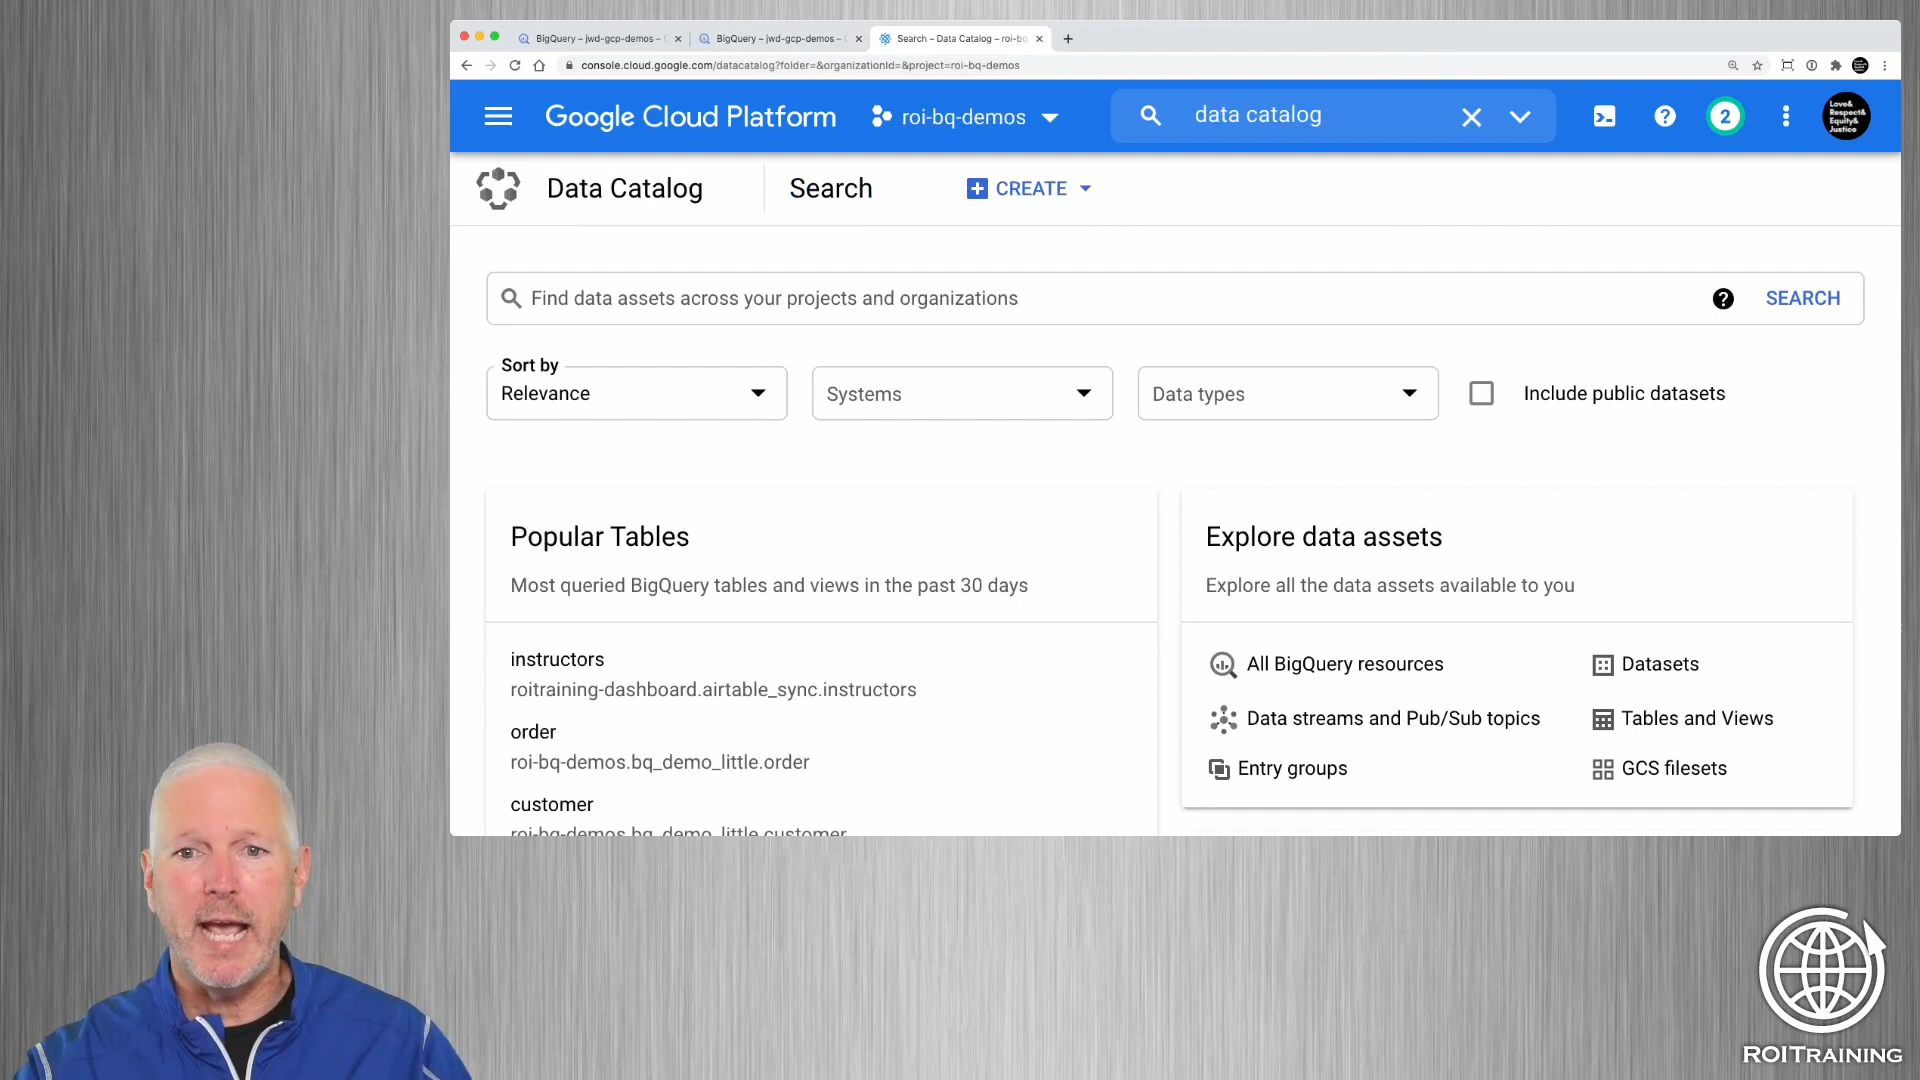 BigQuery – jwd-gcp-demos –
BigQuery – jwd-gcp-demos –
Search – Data Catalog – roi-bq
console.cloud.google.com/datacatalog?folder=&organizationId=&project=roi-bq-demos
Google Cloud Platform
roi-bq-demos
data catalog
2
Love&
Respect&
Equity&
Justice
Data Catalog
Search
CREATE
Find data assets across your projects and organizations
SEARCH
Sort by
Relevance
Systems
Data types
Include public datasets
Popular Tables
Most queried BigQuery tables and views in the past 30 days
instructors
roitraining-dashboard.airtable_sync.instructors
order
roi-bq-demos.bq_demo_little.order
customer
roi-bq-demos.bq_demo_little.customer
Explore data assets
Explore all the data assets available to you
All BigQuery resources
Datasets
Data streams and Pub/Sub topics
Tables and Views
Entry groups
GCS filesets
ROITRAINING